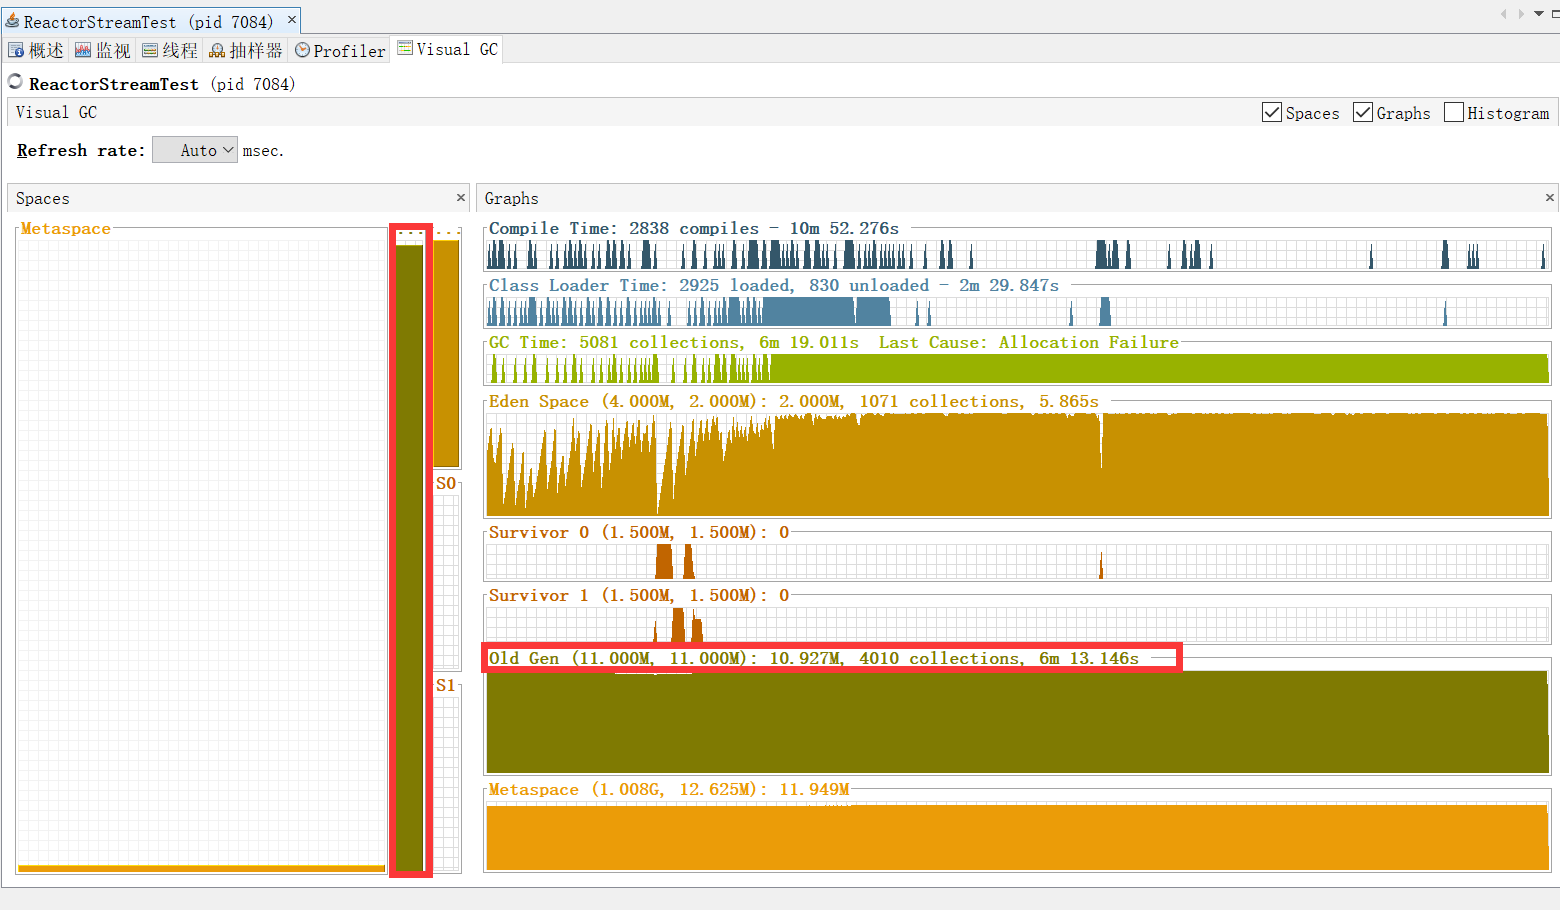 ReactorStreamTest (pid 7084)
概述 监视 线程 抽样器 Profiler Visual GC
ReactorStreamTest (pid 7084)
Visual GC
Spaces Graphs Histogram
Refresh rate: Auto msec.
Spaces
Metaspace
...
...
S0
S1
Graphs
Compile Time: 2838 compiles - 10m 52.276s
Class Loader Time: 2925 loaded, 830 unloaded - 2m 29.847s
GC Time: 5081 collections, 6m 19.011s Last Cause: Allocation Failure
Eden Space (4.000M, 2.000M): 2.000M, 1071 collections, 5.865s
Survivor 0 (1.500M, 1.500M): 0
Survivor 1 (1.500M, 1.500M): 0
Old Gen (11.000M, 11.000M): 10.927M, 4010 collections, 6m 13.146s
Metaspace (1.008G, 12.625M): 11.949M